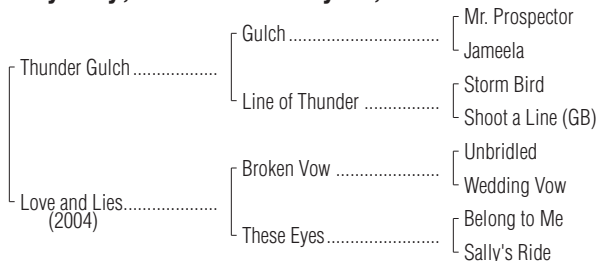 Mr. Prospector
Gulch ................................
Jameela
Thunder Gulch ..................
Storm Bird
Line of Thunder ................
Shoot a Line (GB)
Unbridled
Broken Vow ......................
Wedding Vow
Love and Lies....................
(2004)
Belong to Me
These Eyes........................
Sally's Ride